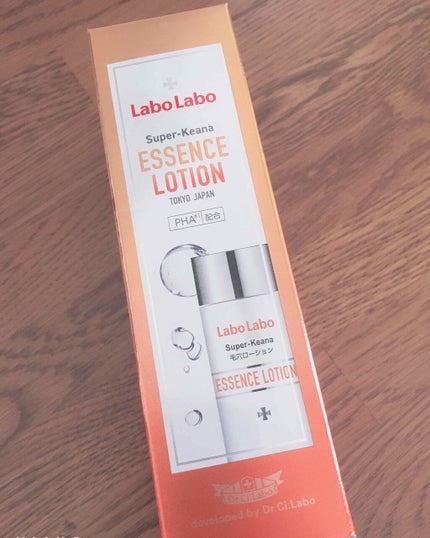 Labo Labo
Super-Keana
ESSENCE
LOTION
TOKYO JAPAN
PHA*1 配合
Labo Labo
Super-Keana
毛穴ローション
ESSENCE LOTION
Dr.Ci:Labo
developed by Dr.Ci:Labo